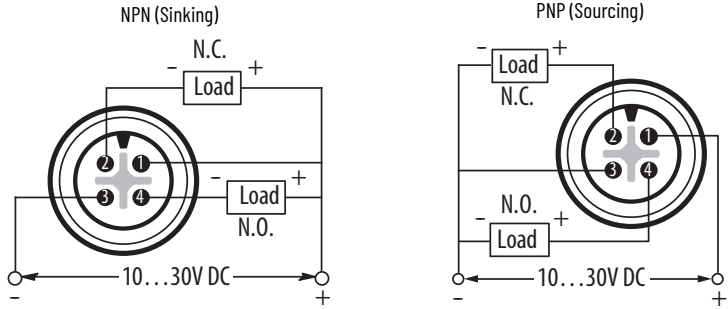 NPN (Sinking)
N.C.
- Load +
2 1
3 4
- Load +
N.O.
10...30V DC
- +
PNP (Sourcing)
- Load +
N.C.
2 1
3 4
N.O.
- Load +
10...30V DC
- +